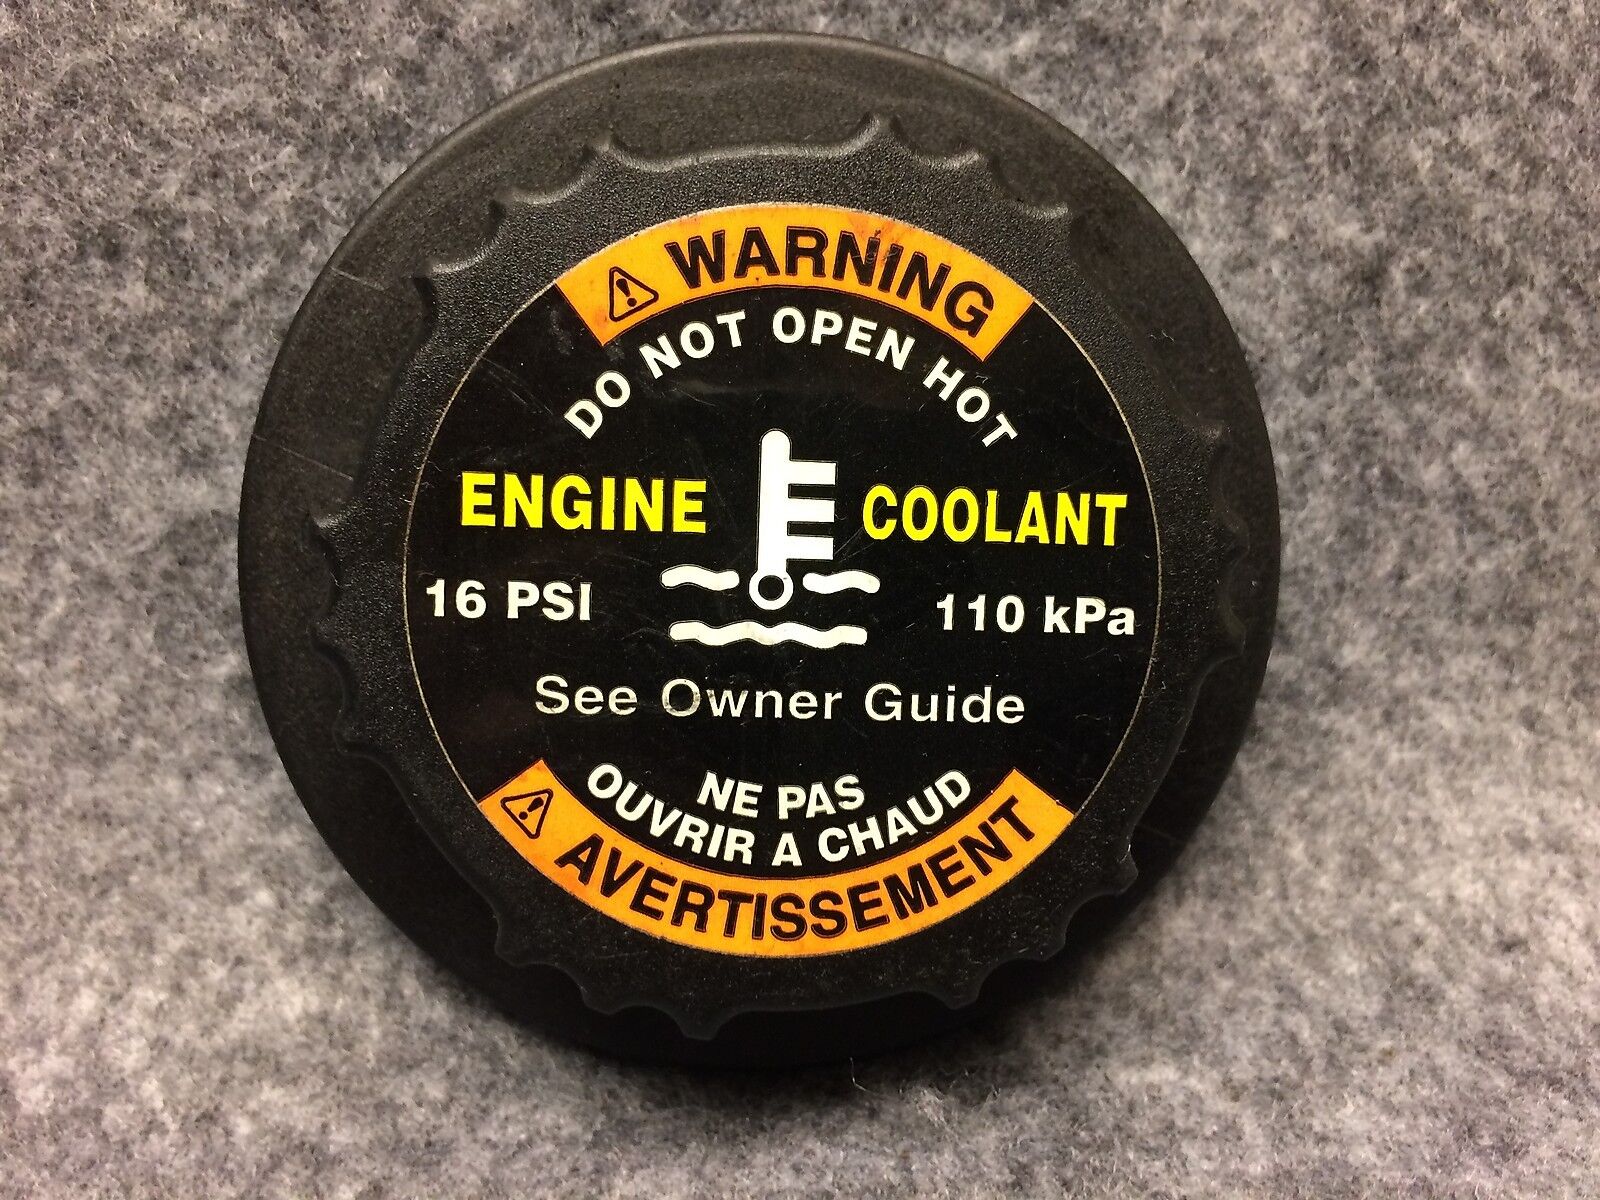 WARNING
DO NOT OPEN HOT
ENGINE COOLANT
16 PSI 110 kPa
See Owner Guide
NE PAS
OUVRIR A CHAUD
AVERTISSEMENT